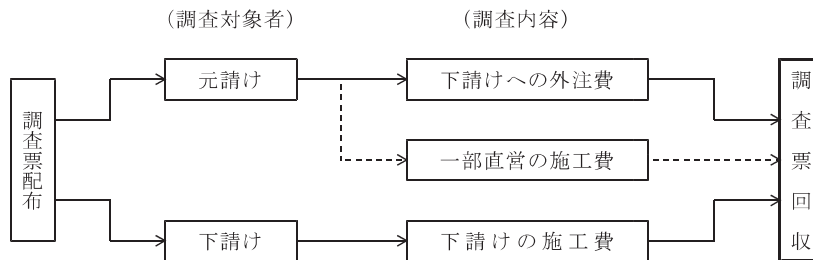 （調査対象者）
（調査内容）
調査票配布
元請け
下請けへの外注費
一部直営の施工費
下請け
下請けの施工費
調査票回収